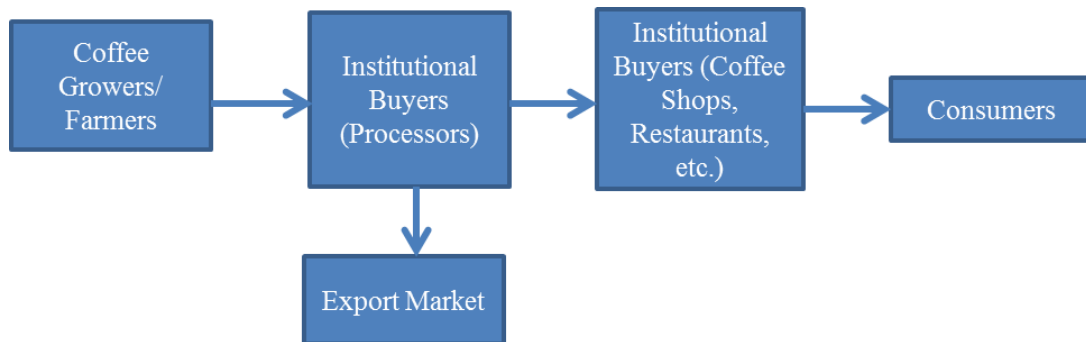 Coffee
Growers/
Farmers
Institutional
Buyers
(Processors)
Institutional
Buyers (Coffee
Shops,
Restaurants,
etc.)
Consumers
Export Market